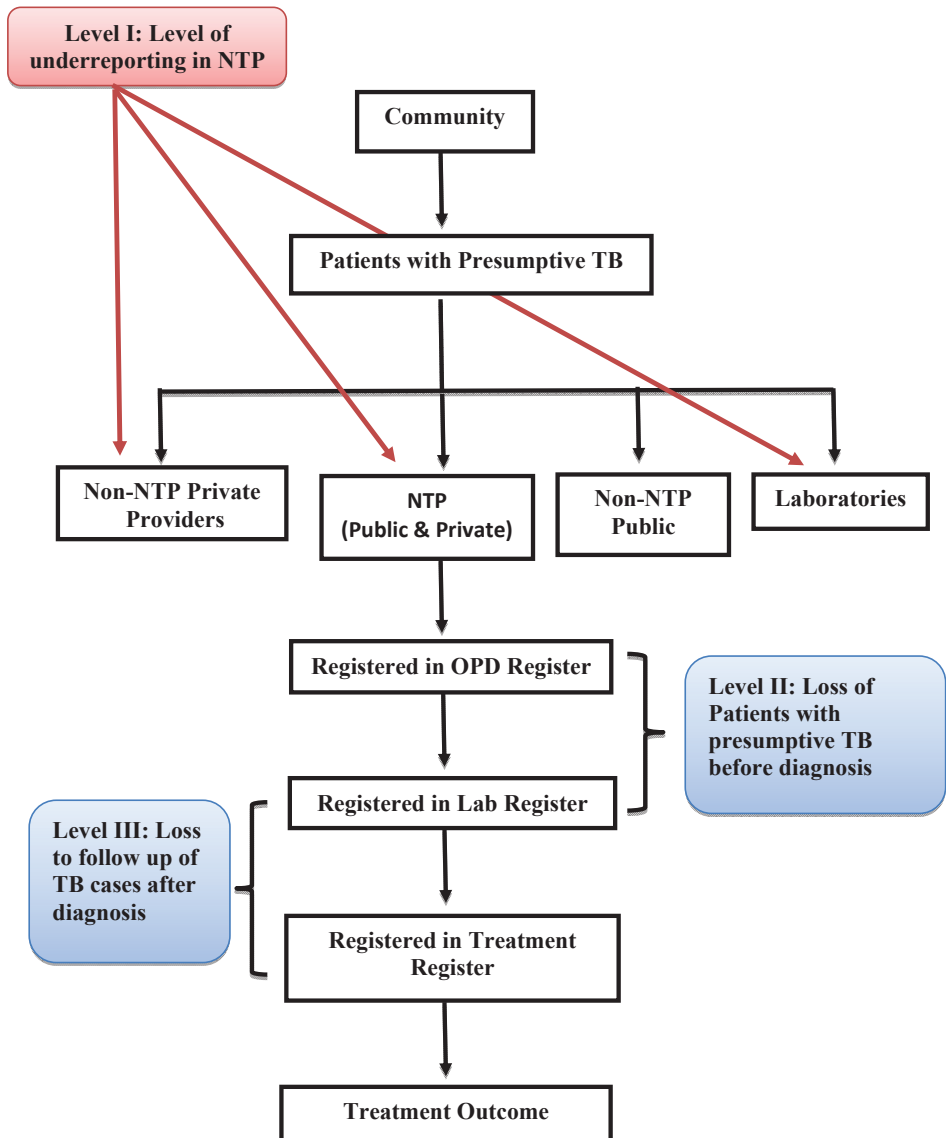 Level I: Level of
underreporting in NTP
Community
Patients with Presumptive TB
Non-NTP Private
Providers
NTP
(Public & Private)
Non-NTP
Public
Laboratories
Registered in OPD Register
Level II: Loss of
Patients with
presumptive TB
before diagnosis
Registered in Lab Register
Level III: Loss
to follow up of
TB cases after
diagnosis
Registered in Treatment
Register
Treatment Outcome